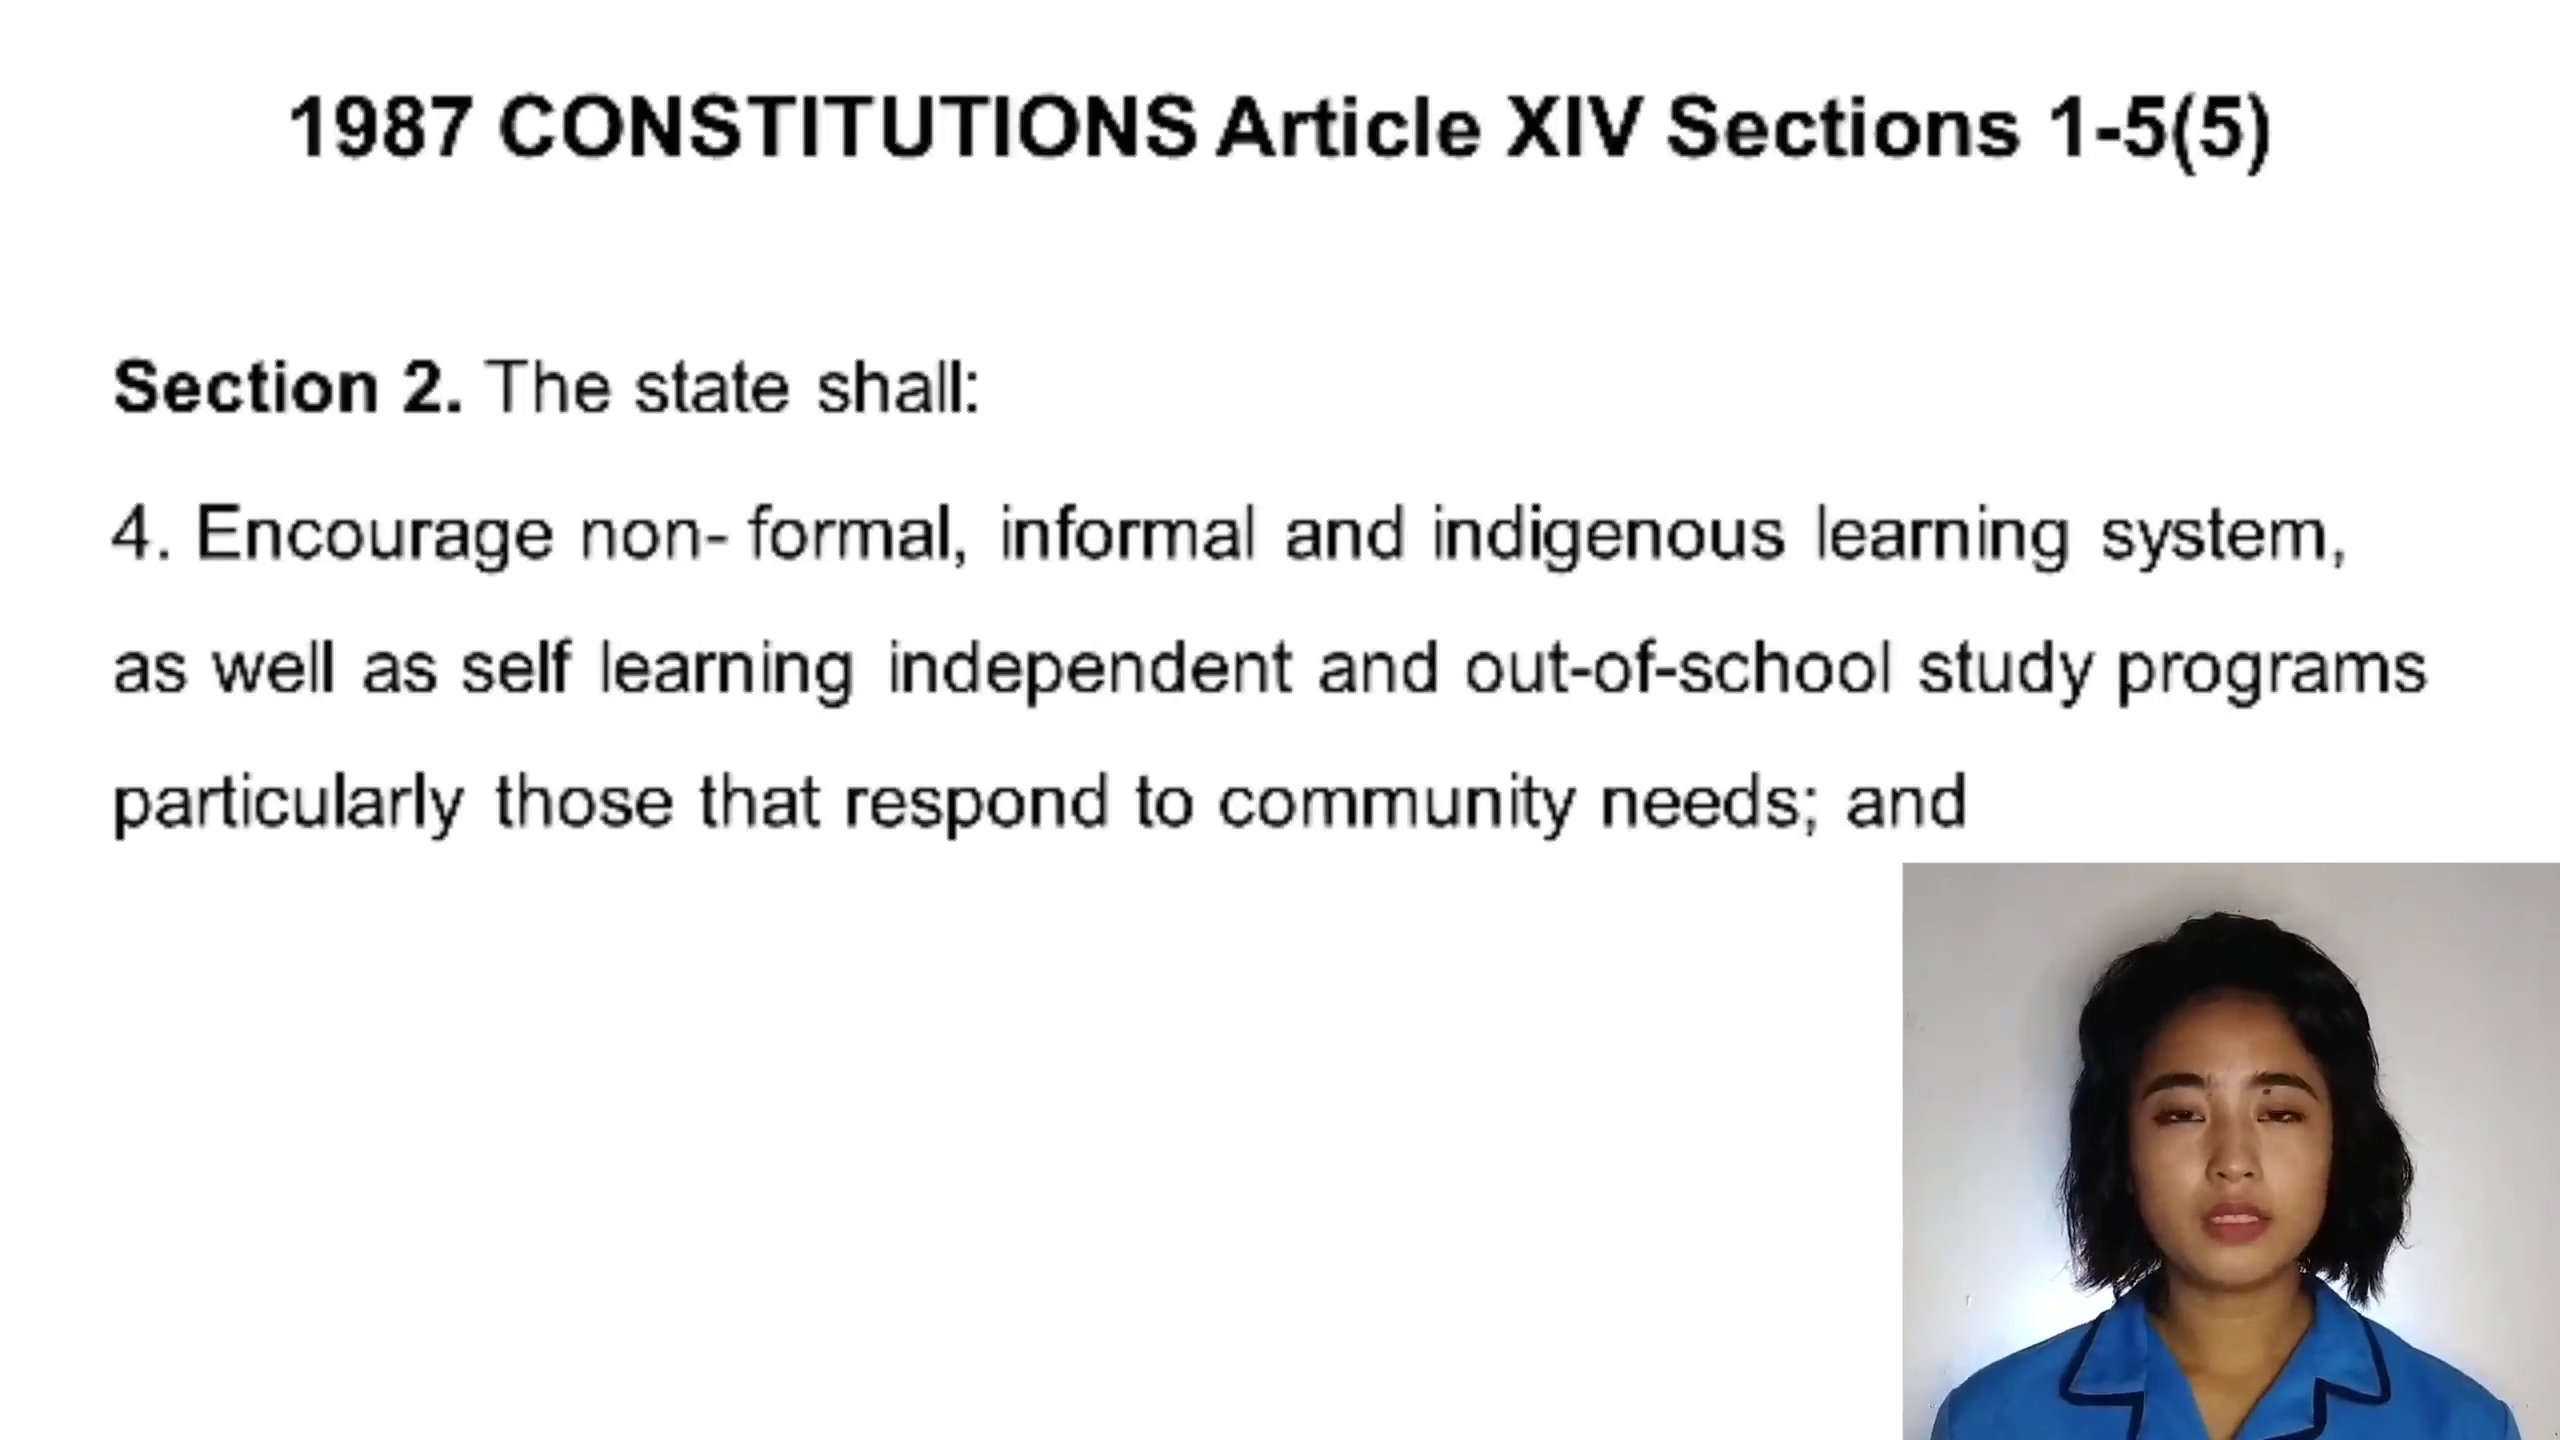 1987 CONSTITUTIONS Article XIV Sections 1-5(5)
Section 2. The state shall:
4. Encourage non- formal, informal and indigenous learning system,
as well as self learning independent and out-of-school study programs
particularly those that respond to community needs; and